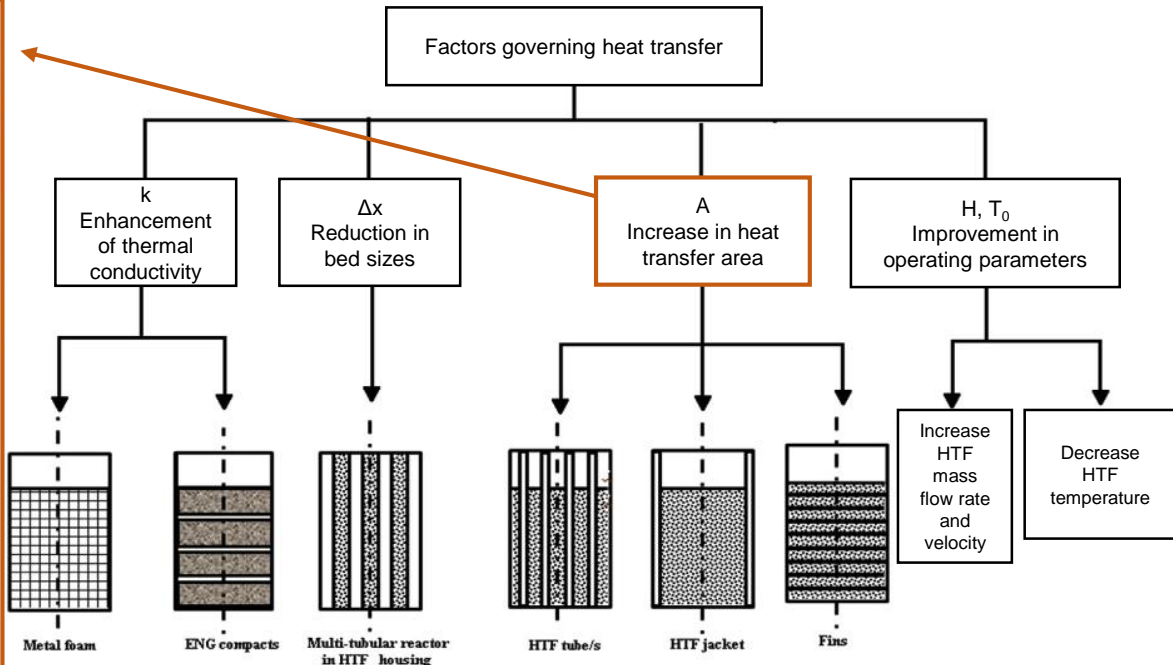 Factors governing heat transfer
k
Enhancement
of thermal
conductivity
Δx
Reduction in
bed sizes
A
Increase in heat
transfer area
H, T₀
Improvement in
operating parameters
Increase
HTF
mass
flow rate
and
velocity
Decrease
HTF
temperature
Metal foam
ENG compacts
Multi-tubular reactor
in HTF housing
HTF tube/s
HTF jacket
Fins